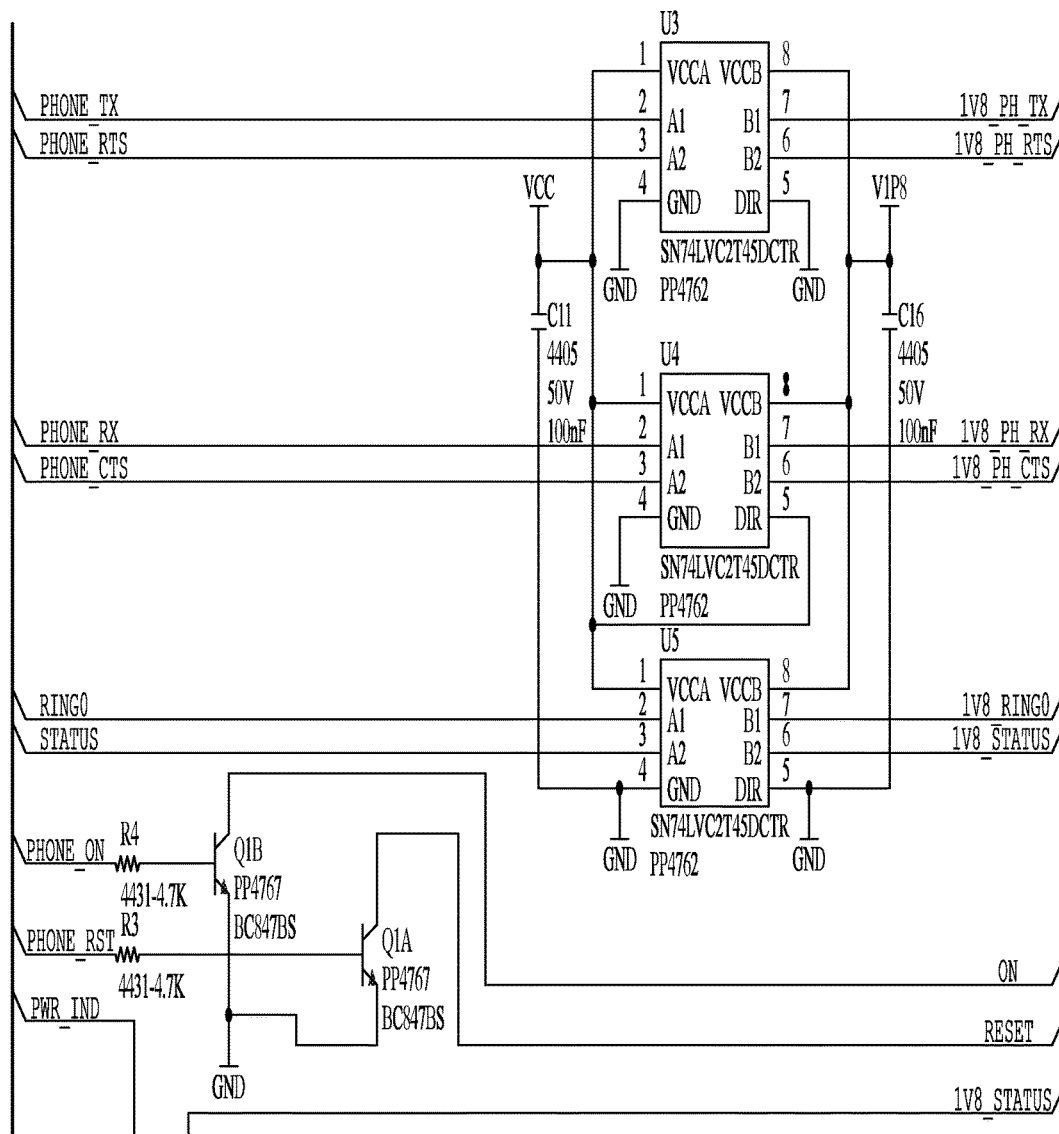 U3
1 VCCA VCCB 8
PHONE_TX 2 A1 B1 7 1V8_PH_TX
PHONE_RTS 3 A2 B2 6 1V8_PH_RTS
VCC 4 GND DIR 5 V1P8
SN74LVC2T45DCTR
GND PP4762 GND
C11
4405
50V
100nF
C16
4405
50V
100nF
U4
1 VCCA VCCB 8
PHONE_RX 2 A1 B1 7 1V8_PH_RX
PHONE_CTS 3 A2 B2 6 1V8_PH_CTS
4 GND DIR 5
SN74LVC2T45DCTR
GND PP4762
U5
1 VCCA VCCB 8
RING0 2 A1 B1 7 1V8_RING0
STATUS 3 A2 B2 6 1V8_STATUS
4 GND DIR 5
SN74LVC2T45DCTR
GND PP4762 GND
PHONE_ON
R4
4431-4.7K
Q1B
PP4767
BC847BS
PHONE_RST
R3
4431-4.7K
Q1A
PP4767
BC847BS
ON
PWR_IND
RESET
GND
1V8_STATUS